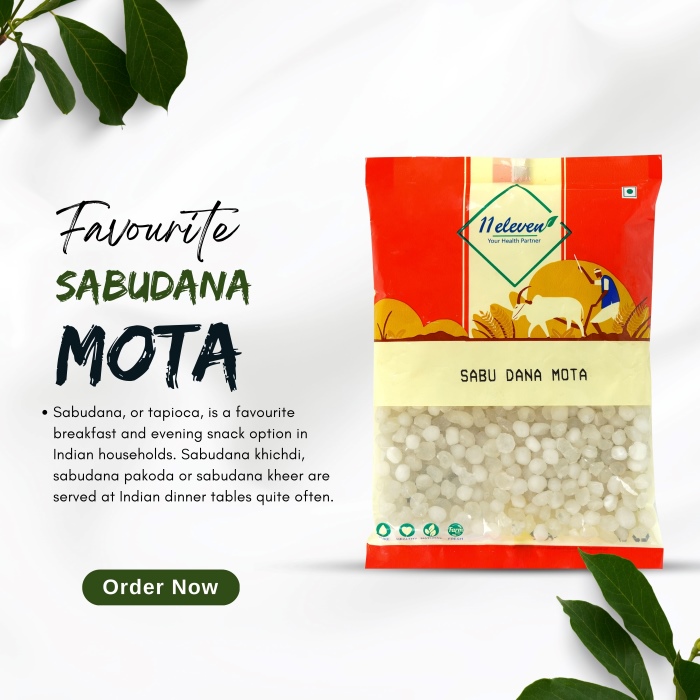 Favourite
SABUDANA
MOTA
• Sabudana, or tapioca, is a favourite
breakfast and evening snack option in
Indian households. Sabudana khichdi,
sabudana pakoda or sabudana kheer are
served at Indian dinner tables quite often.
Order Now
11 eleven
Your Health Partner
SABU DANA MOTA